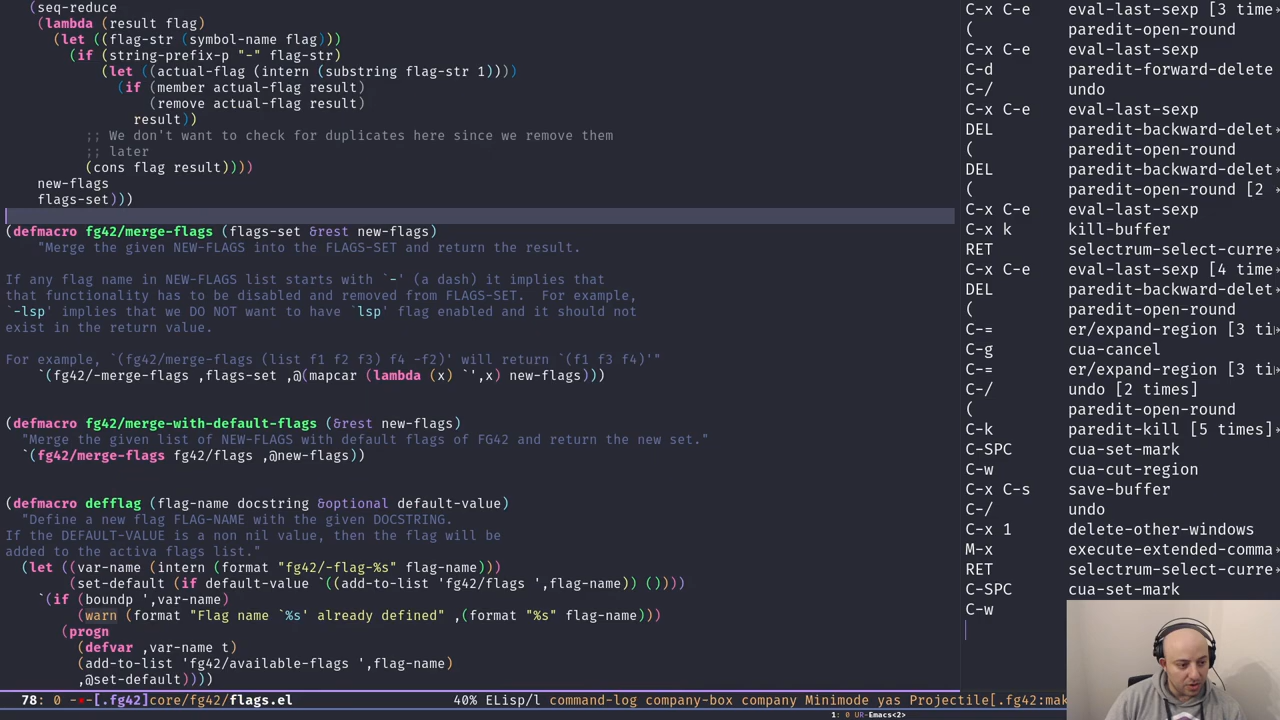 (seq-reduce
(lambda (result flag)
(let ((flag-str (symbol-name flag)))
(if (string-prefix-p "-" flag-str)
(let ((actual-flag (intern (substring flag-str 1))))
(if (member actual-flag result)
(remove actual-flag result)
result))
;; We don't want to check for duplicates here since we remove them
;; later
(cons flag result))))
new-flags
flags-set)))
(defmacro fg42/merge-flags (flags-set &rest new-flags)
"Merge the given NEW-FLAGS into the FLAGS-SET and return the result.
If any flag name in NEW-FLAGS list starts with `-' (a dash) it implies that
that functionality has to be disabled and removed from FLAGS-SET.  For example,
`-lsp' implies that we DO NOT want to have `lsp' flag enabled and it should not
exist in the return value.
For example, `(fg42/merge-flags (list f1 f2 f3) f4 -f2)' will return `(f1 f3 f4)'"
`(fg42/-merge-flags ,flags-set ,@(mapcar (lambda (x) `',x) new-flags)))
(defmacro fg42/merge-with-default-flags (&rest new-flags)
"Merge the given list of NEW-FLAGS with default flags of FG42 and return the new set."
`(fg42/merge-flags fg42/flags ,@new-flags))
(defmacro defflag (flag-name docstring &optional default-value)
"Define a new flag FLAG-NAME with the given DOCSTRING.
If the DEFAULT-VALUE is a non nil value, then the flag will be
added to the activa flags list."
(let ((var-name (intern (format "fg42/-flag-%s" flag-name)))
(set-default (if default-value `((add-to-list 'fg42/flags ',flag-name)) ())))
`(if (boundp ',var-name)
(warn (format "Flag name `%s' already defined" ,(format "%s" flag-name)))
(progn
(defvar ,var-name t)
(add-to-list 'fg42/available-flags ',flag-name)
,@set-default))))
78: 0 -*-[.fg42]core/fg42/flags.el 40% ELisp/l command-log company-box company Minimode yas Projectile[.fg42:mak
1: 0 UR-Emacs<2>
C-x C-e eval-last-sexp [3 time
( paredit-open-round
C-x C-e eval-last-sexp
C-d paredit-forward-delete
C-/ undo
C-x C-e eval-last-sexp
DEL paredit-backward-delet
( paredit-open-round
DEL paredit-backward-delet
( paredit-open-round [2
C-x C-e eval-last-sexp
C-x k kill-buffer
RET selectrum-select-curre
C-x C-e eval-last-sexp [4 time
DEL paredit-backward-delet
( paredit-open-round
C-= er/expand-region [3 ti
C-g cua-cancel
C-= er/expand-region [3 ti
C-/ undo [2 times]
( paredit-open-round
C-k paredit-kill [5 times]
C-SPC cua-set-mark
C-w cua-cut-region
C-x C-s save-buffer
C-/ undo
C-x 1 delete-other-windows
M-x execute-extended-comma
RET selectrum-select-curre
C-SPC cua-set-mark
C-w